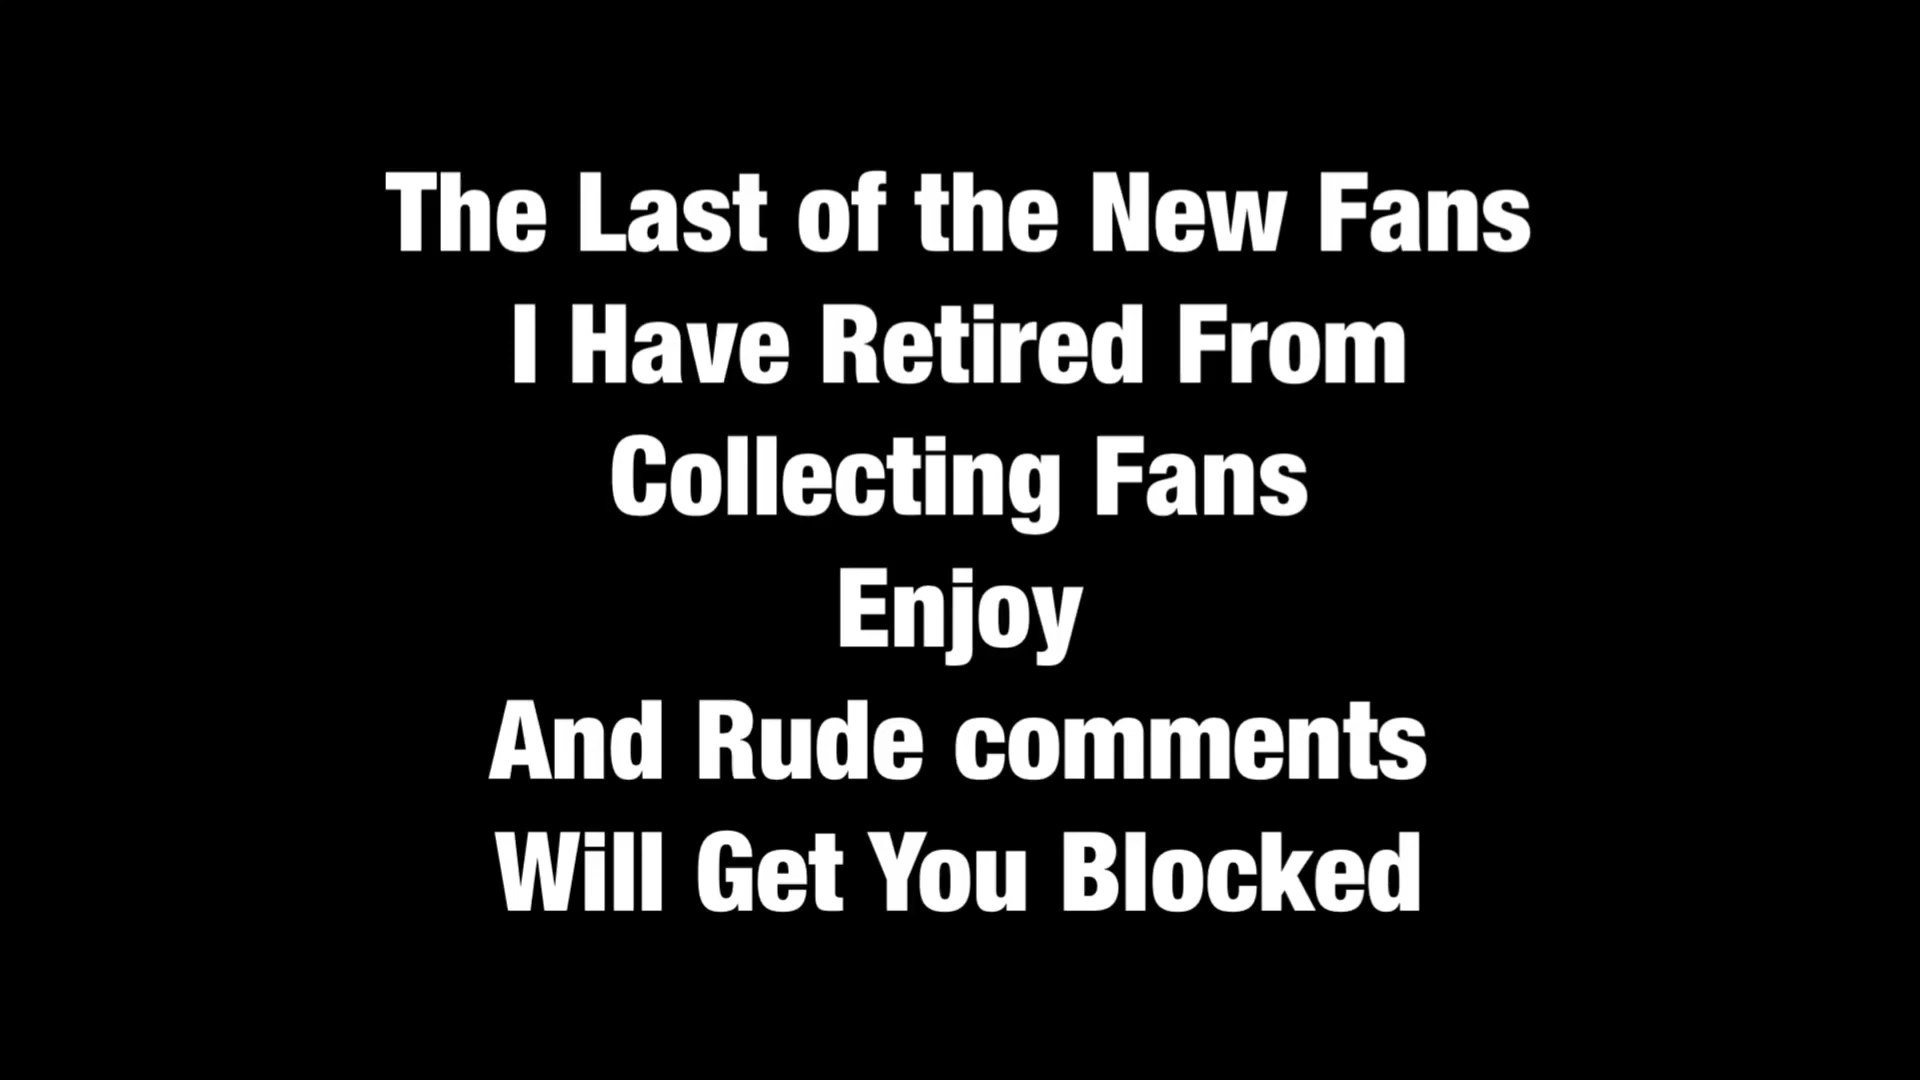 The Last of the New Fans
I Have Retired From
Collecting Fans
Enjoy
And Rude comments
Will Get You Blocked